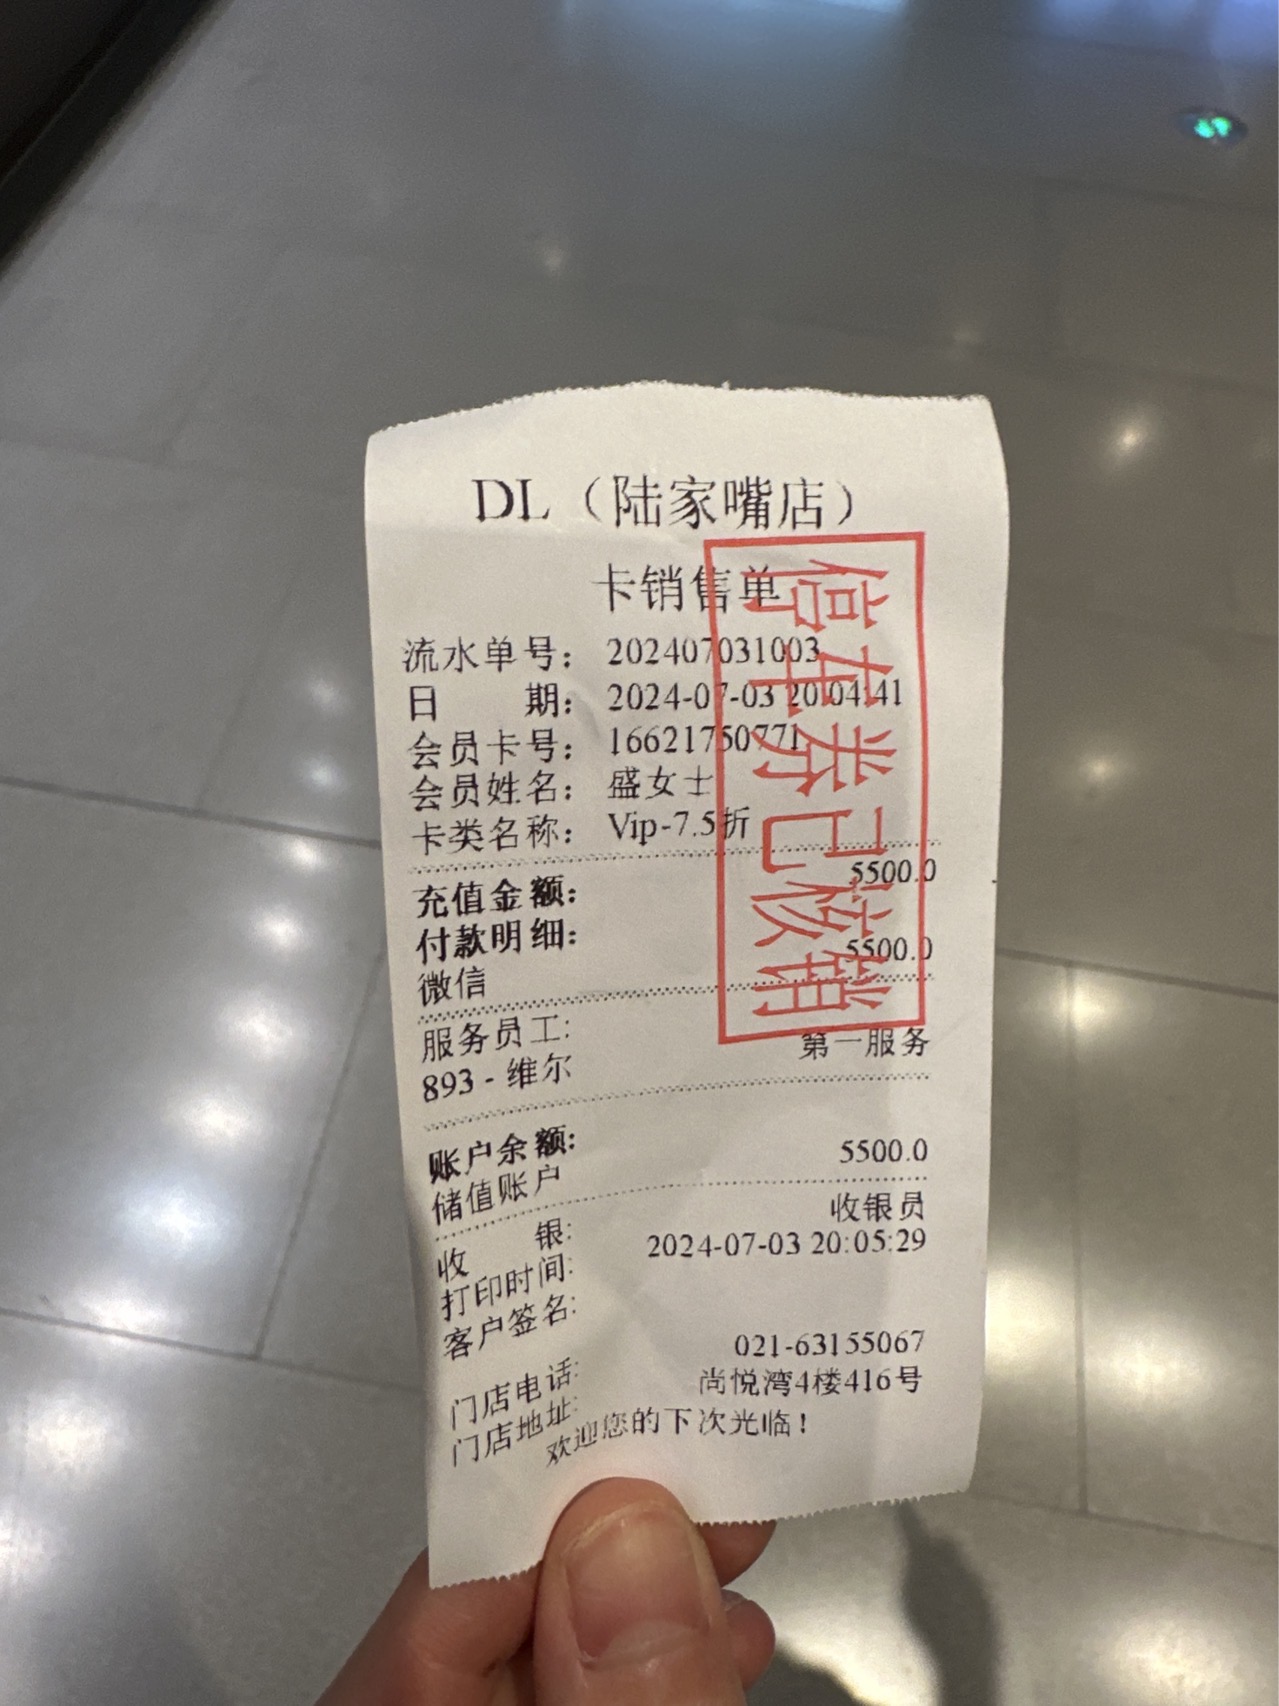 DL（陆家嘴店）
卡销售单
流水单号： 202407031003
日 期： 2024-07-03 20:04:41
会员卡号： 16621750771
会员姓名： 盛女士
卡类名称： Vip-7.5折
充值金额: 5500.0
付款明细:
微信 5500.0
服务员工:
893 - 维尔 第一服务
账户余额:
储值账户 5500.0
收 银: 收银员
打印时间: 2024-07-03 20:05:29
客户签名:
门店电话: 021-63155067
门店地址: 尚悦湾4楼416号
欢迎您的下次光临!
停车券已核销